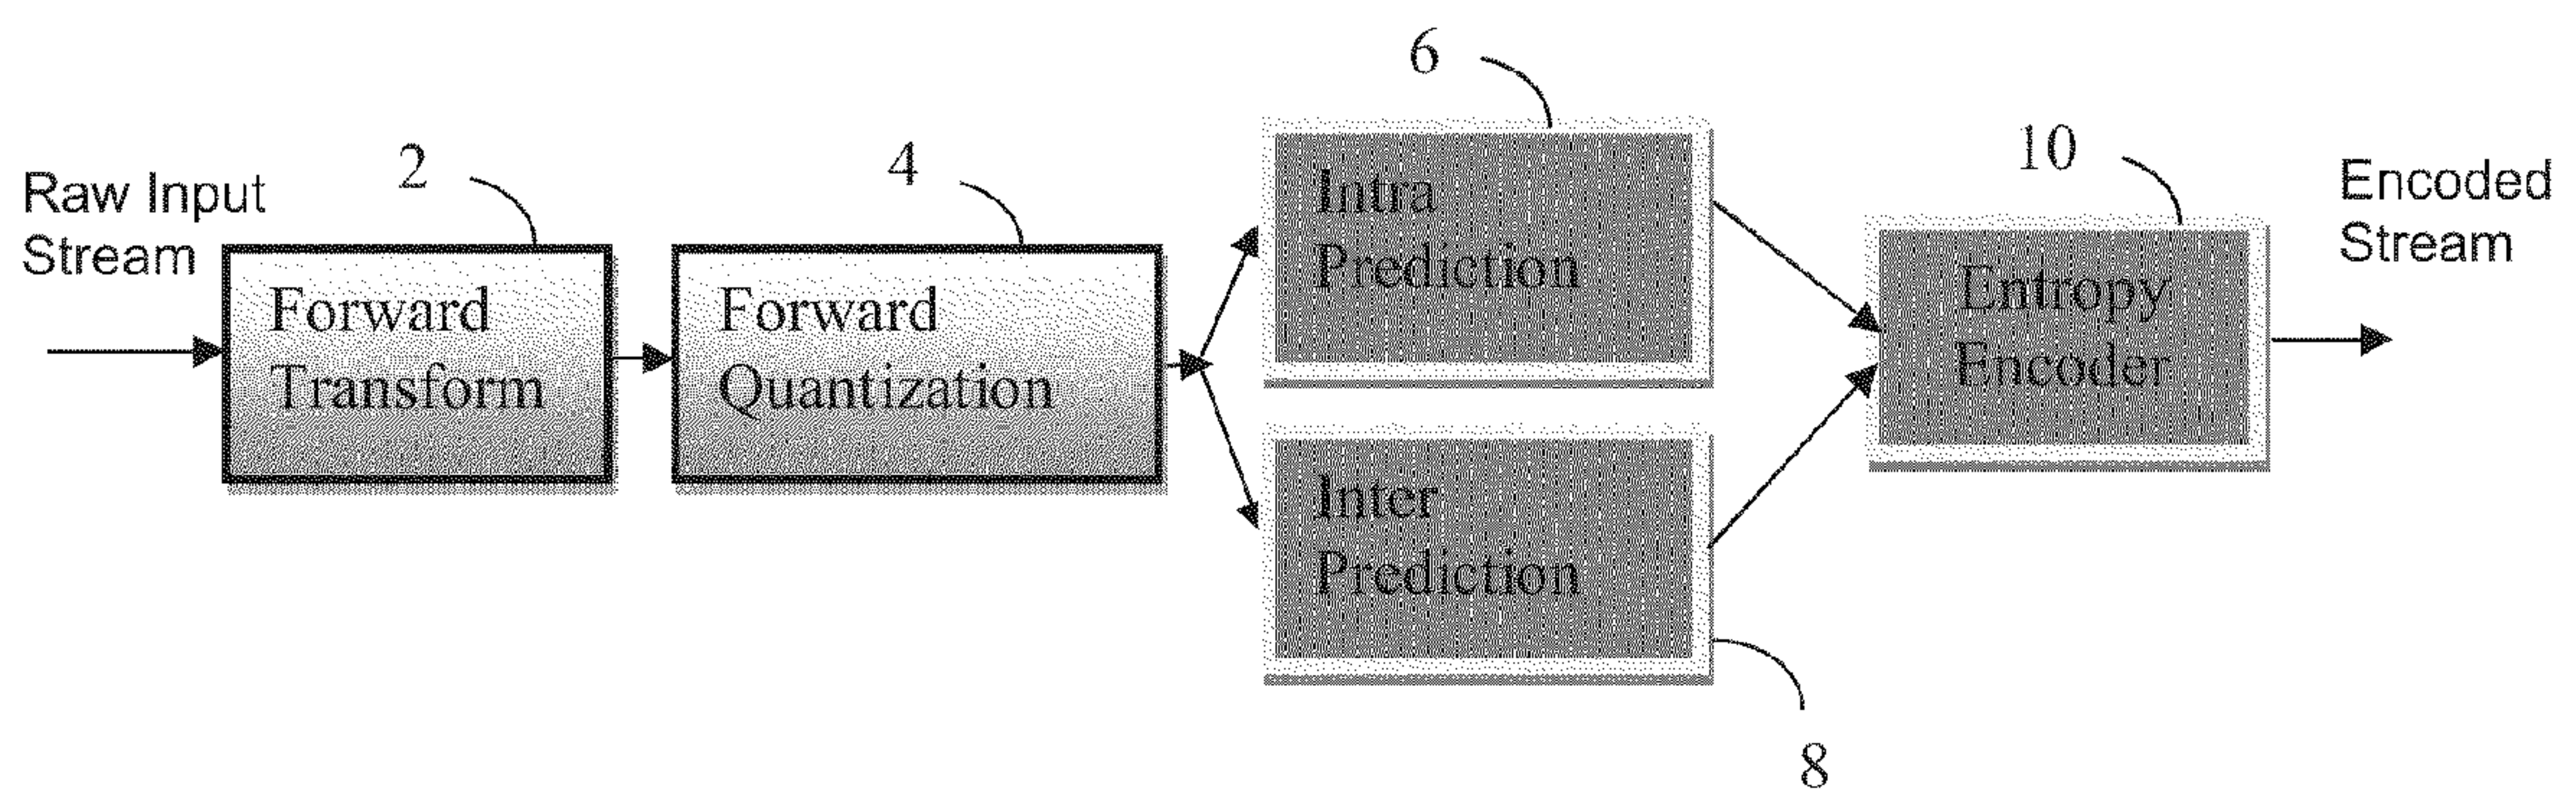 Raw Input
Stream
2
Forward
Transform
4
Forward
Quantization
6
Intra
Prediction
Inter
Prediction
8
10
Entropy
Encoder
Encoded
Stream